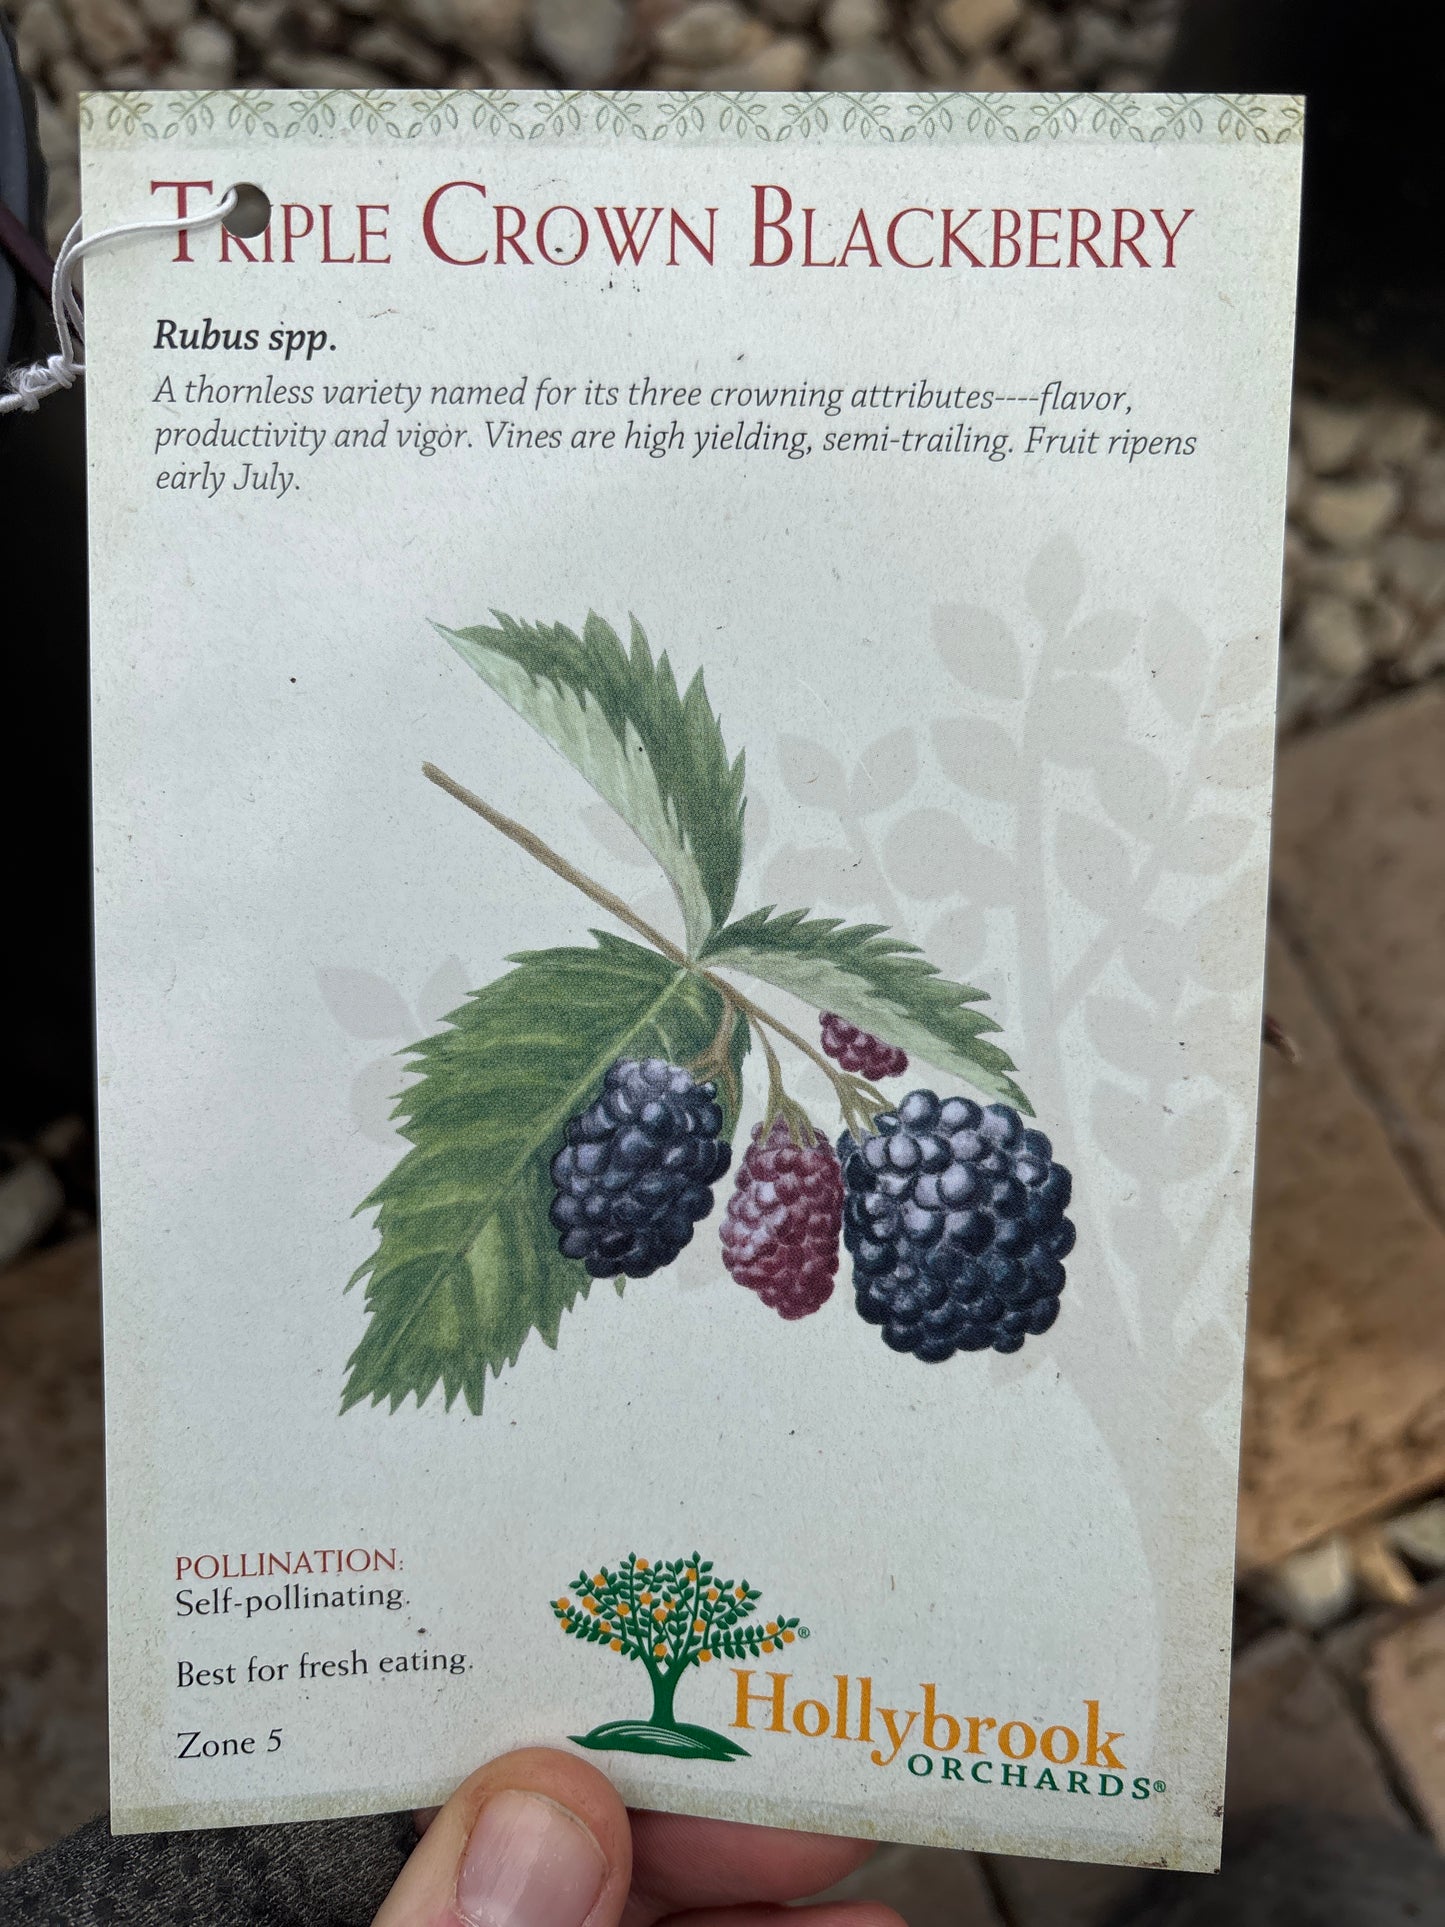 Triple Crown Blackberry
Rubus spp.
A thornless variety named for its three crowning attributes----flavor,
productivity and vigor. Vines are high yielding, semi-trailing. Fruit ripens
early July.
POLLINATION:
Self-pollinating.
Best for fresh eating.
Zone 5
®
Hollybrook
ORCHARDS®